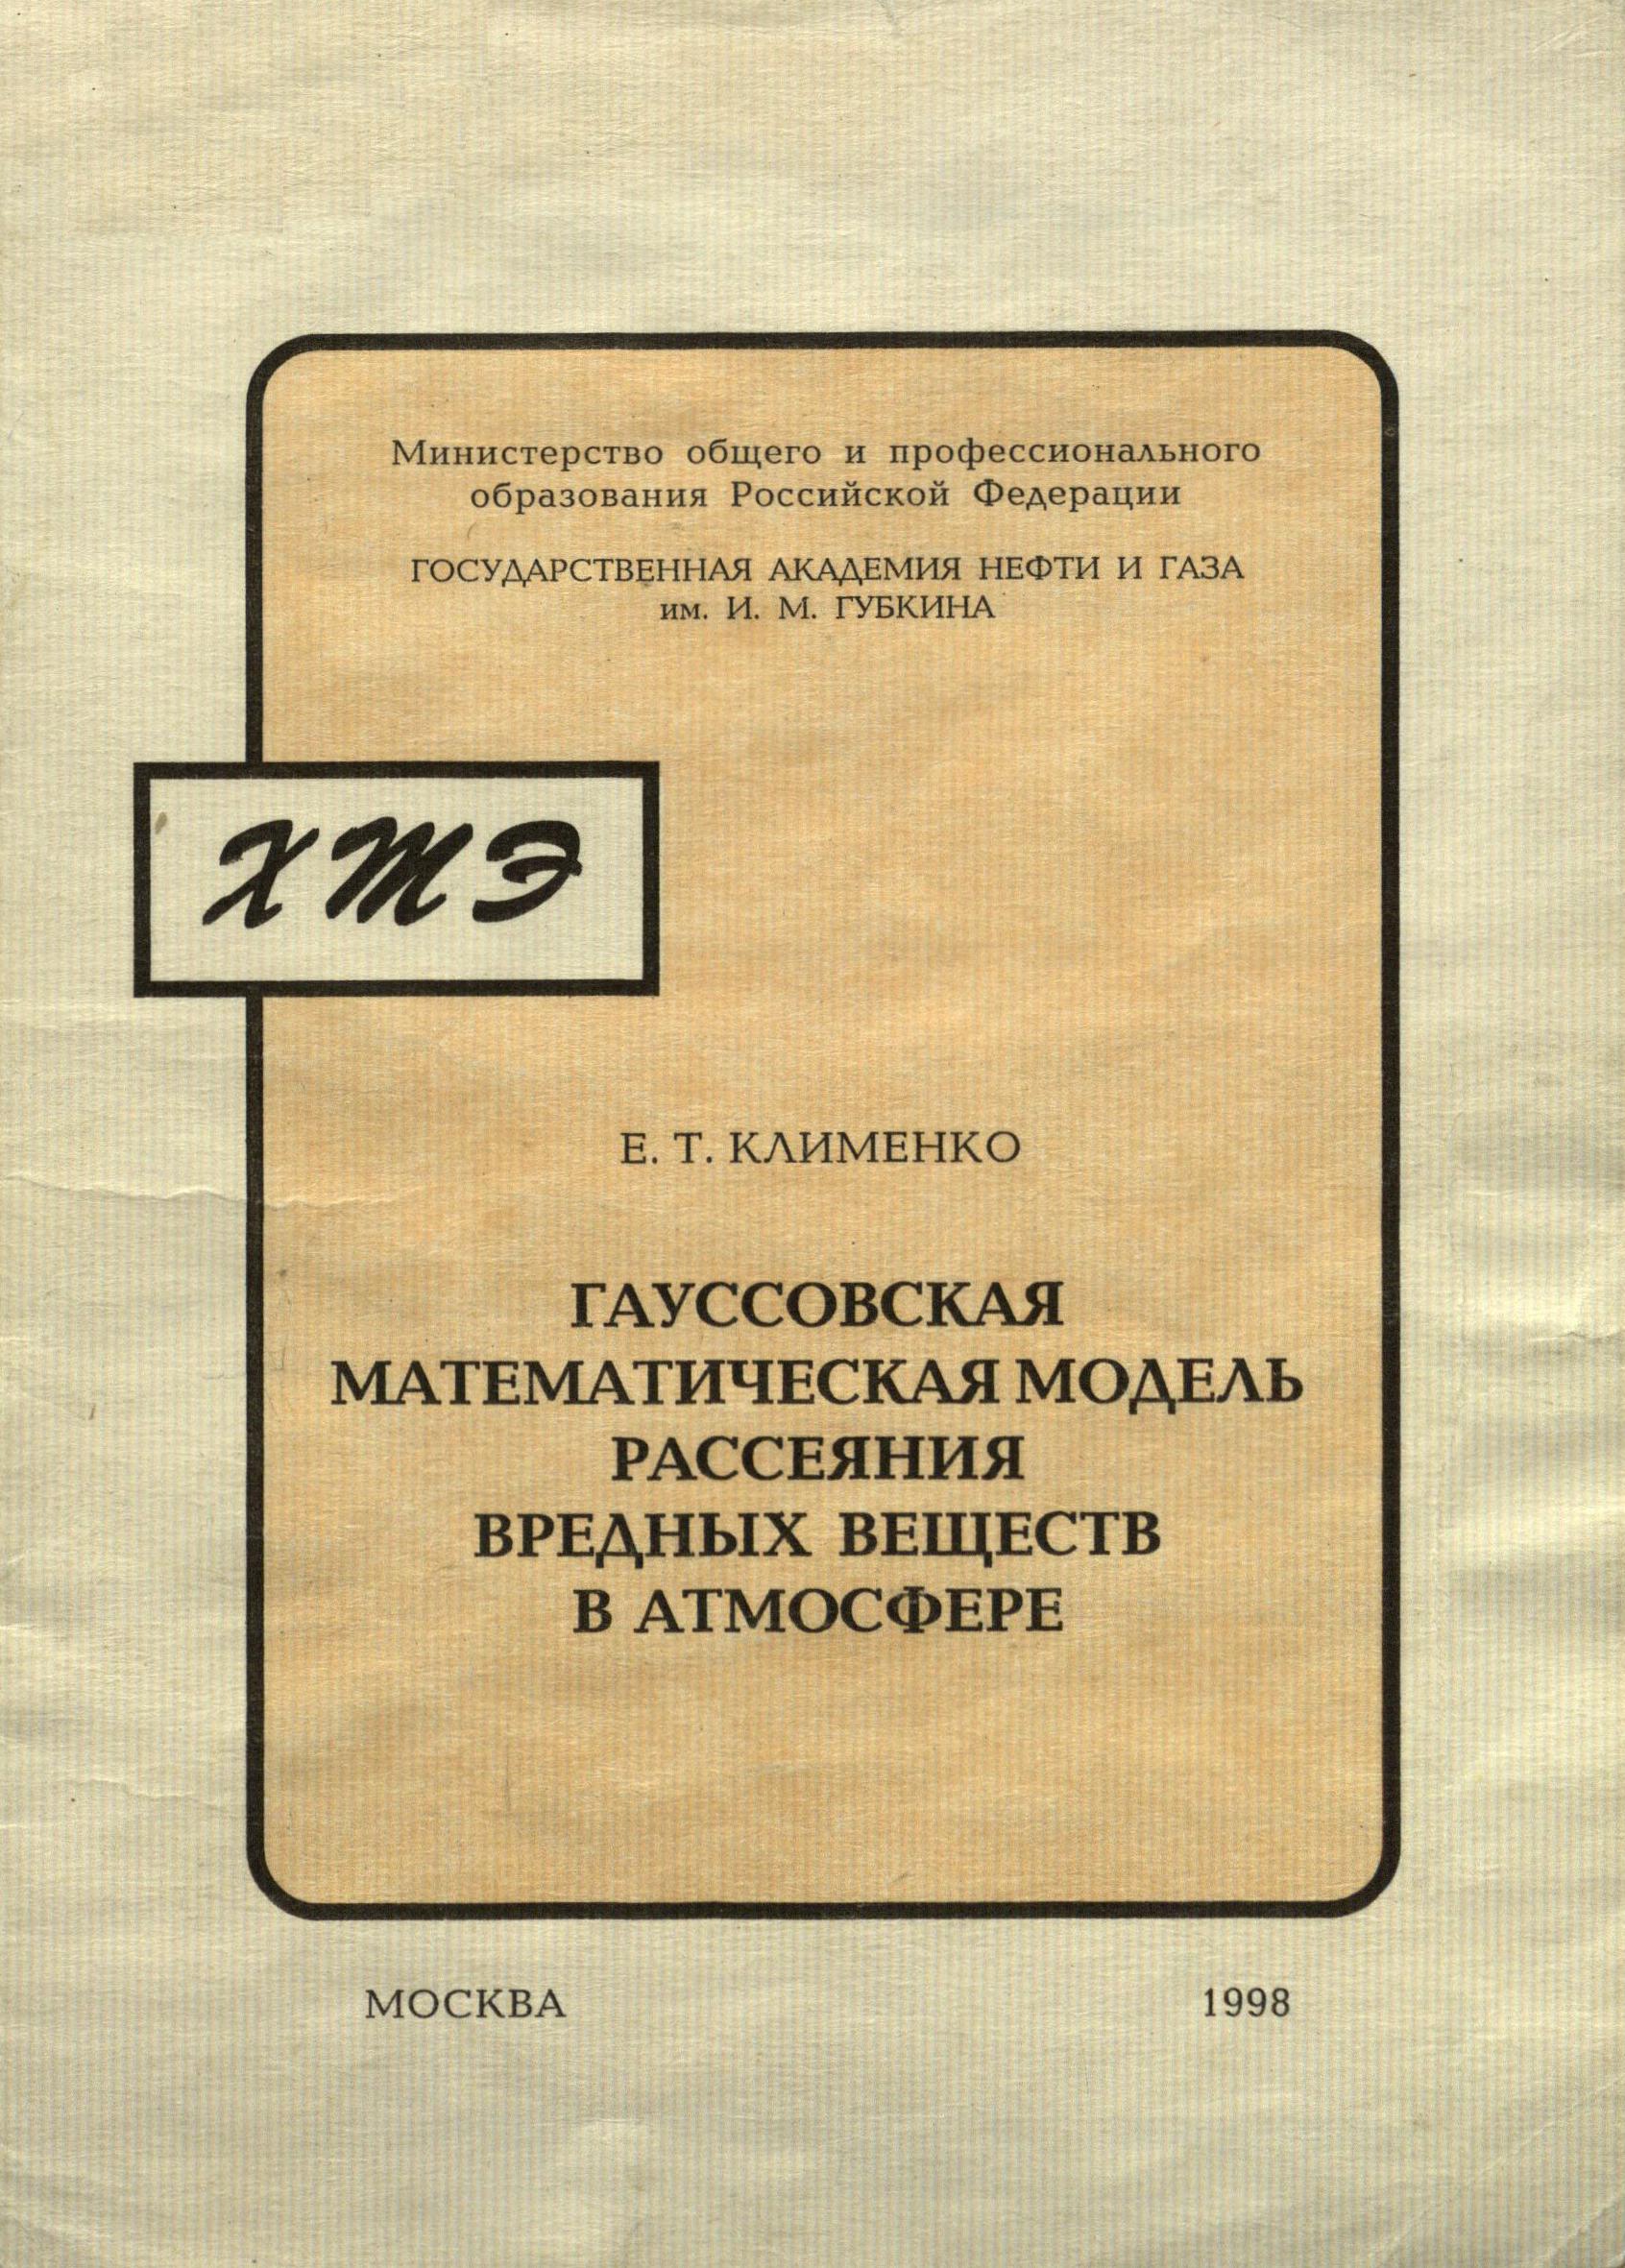 Министерство общего и профессионального
образования Российской Федерации
ГОСУДАРСТВЕННАЯ АКАДЕМИЯ НЕФТИ И ГАЗА
им. И. М. ГУБКИНА
ХТЭ
Е. Т. КЛИМЕНКО
ГАУССОВСКАЯ
МАТЕМАТИЧЕСКАЯ МОДЕЛЬ
РАССЕЯНИЯ
ВРЕДНЫХ ВЕЩЕСТВ
В АТМОСФЕРЕ
МОСКВА 1998